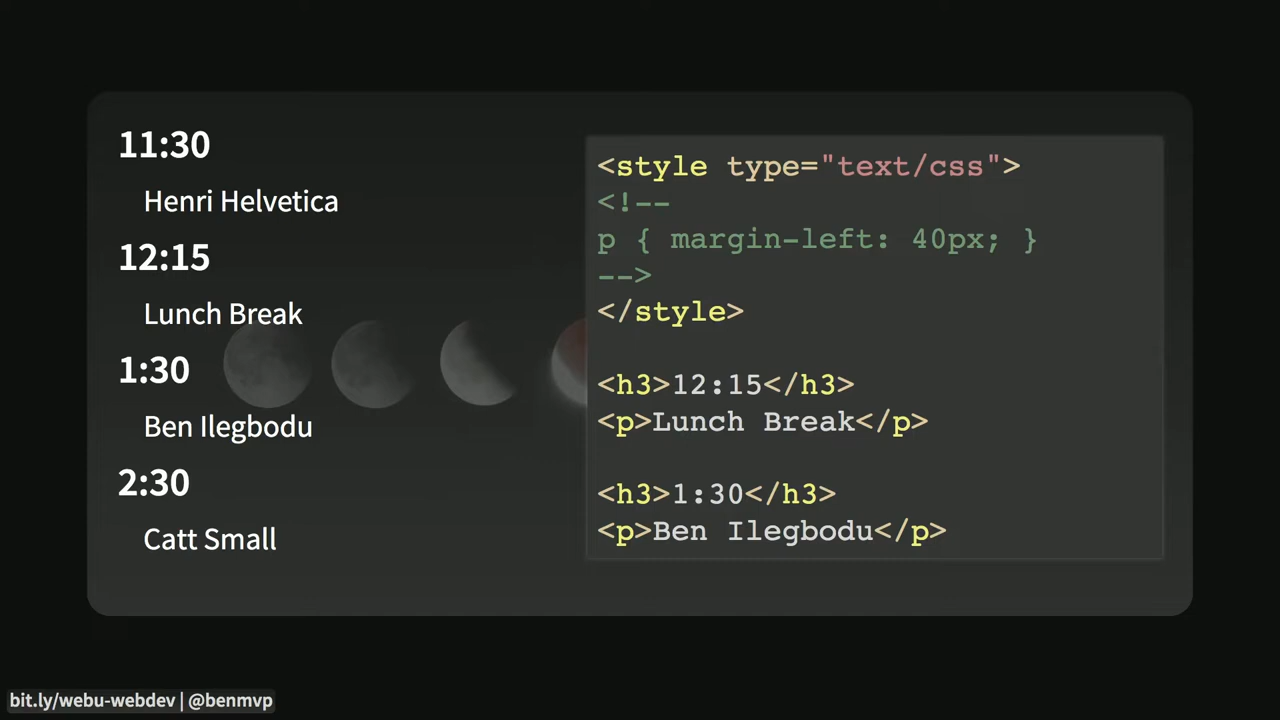 11:30
Henri Helvetica
12:15
Lunch Break
1:30
Ben Ilegbodu
2:30
Catt Small
<style type="text/css">
<!--
p { margin-left: 40px; }
-->
</style>
<h3>12:15</h3>
<p>Lunch Break</p>
<h3>1:30</h3>
<p>Ben Ilegbodu</p>
bit.ly/webu-webdev | @benmvp